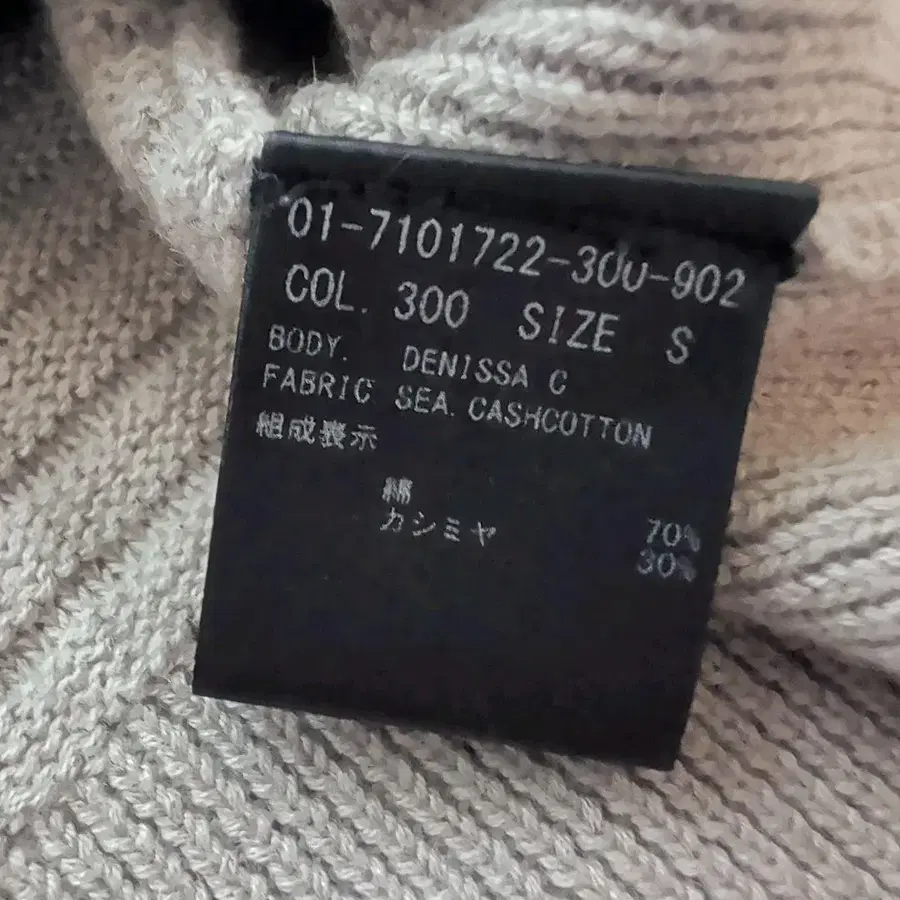 01-7101722-300-902
COL. 300 SIZE S
BODY. DENISSA C
FABRIC SEA. CASHCOTTON
組成表示
綿 70%
カシミヤ 30%